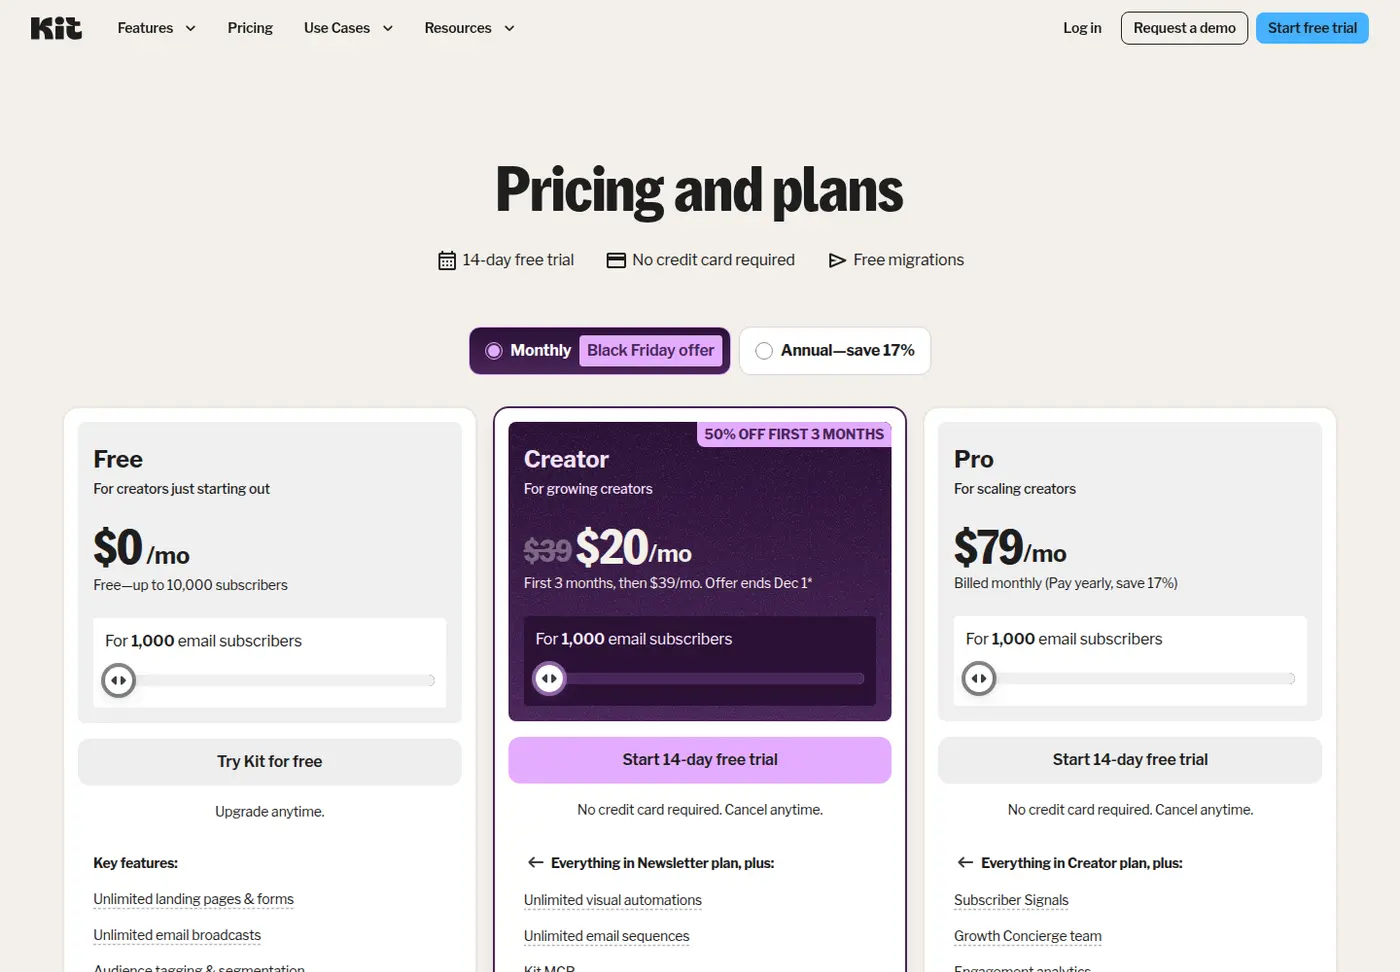 Kit
Features
Pricing
Use Cases
Resources
Log in
Request a demo
Start free trial
Pricing and plans
14-day free trial
No credit card required
Free migrations
Monthly
Black Friday offer
Annual—save 17%
Free
For creators just starting out
$0 /mo
Free—up to 10,000 subscribers
For 1,000 email subscribers
Try Kit for free
Upgrade anytime.
Key features:
Unlimited landing pages & forms
Unlimited email broadcasts
Audience tagging & segmentation
50% OFF FIRST 3 MONTHS
Creator
For growing creators
$39 $20/mo
First 3 months, then $39/mo. Offer ends Dec 1*
For 1,000 email subscribers
Start 14-day free trial
No credit card required. Cancel anytime.
Everything in Newsletter plan, plus:
Unlimited visual automations
Unlimited email sequences
Kit MCP
Pro
For scaling creators
$79/mo
Billed monthly (Pay yearly, save 17%)
For 1,000 email subscribers
Start 14-day free trial
No credit card required. Cancel anytime.
Everything in Creator plan, plus:
Subscriber Signals
Growth Concierge team
Engagement analytics